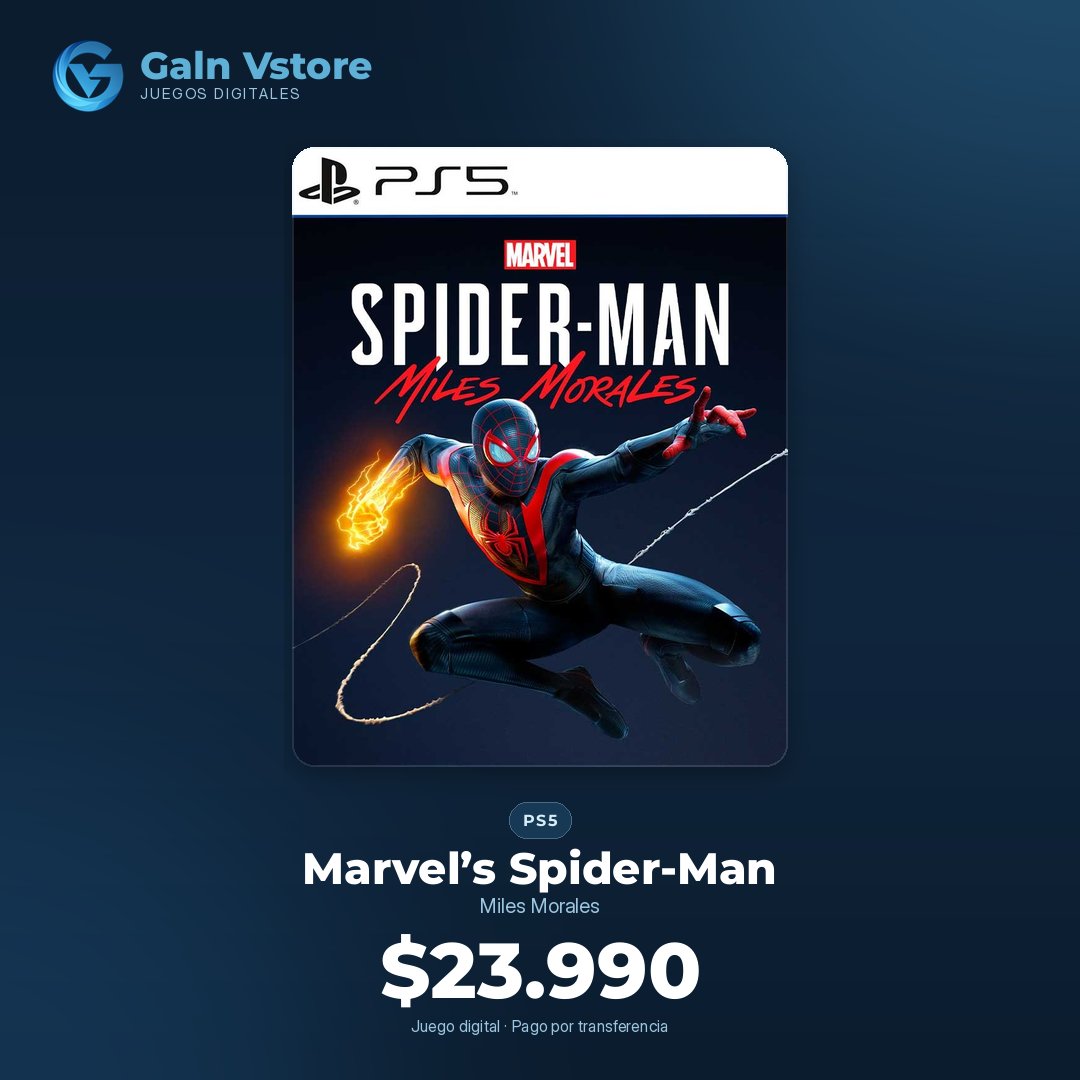 GaIn Vstore
JUEGOS DIGITALES
PS5
MARVEL
SPIDER-MAN
MILES MORALES
PS5
Marvel’s Spider-Man
Miles Morales
$23.990
Juego digital · Pago por transferencia